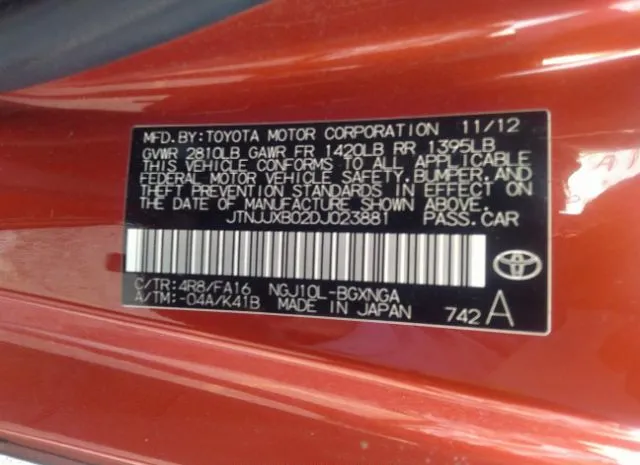 MFD. BY: TOYOTA MOTOR CORPORATION 11/12
GVWR 2810LB GAWR FR 1420LB RR 1395LB
THIS VEHICLE CONFORMS TO ALL APPLICABLE
FEDERAL MOTOR VEHICLE SAFETY, BUMPER, AND
THEFT PREVENTION STANDARDS IN EFFECT ON
THE DATE OF MANUFACTURE SHOWN ABOVE.
JTNJJXB02DJ023881 PASS.CAR
C/TR: 4R8/FA16 NGJ10L-BGXNGA
A/TM: -04A/K41B MADE IN JAPAN 742 A